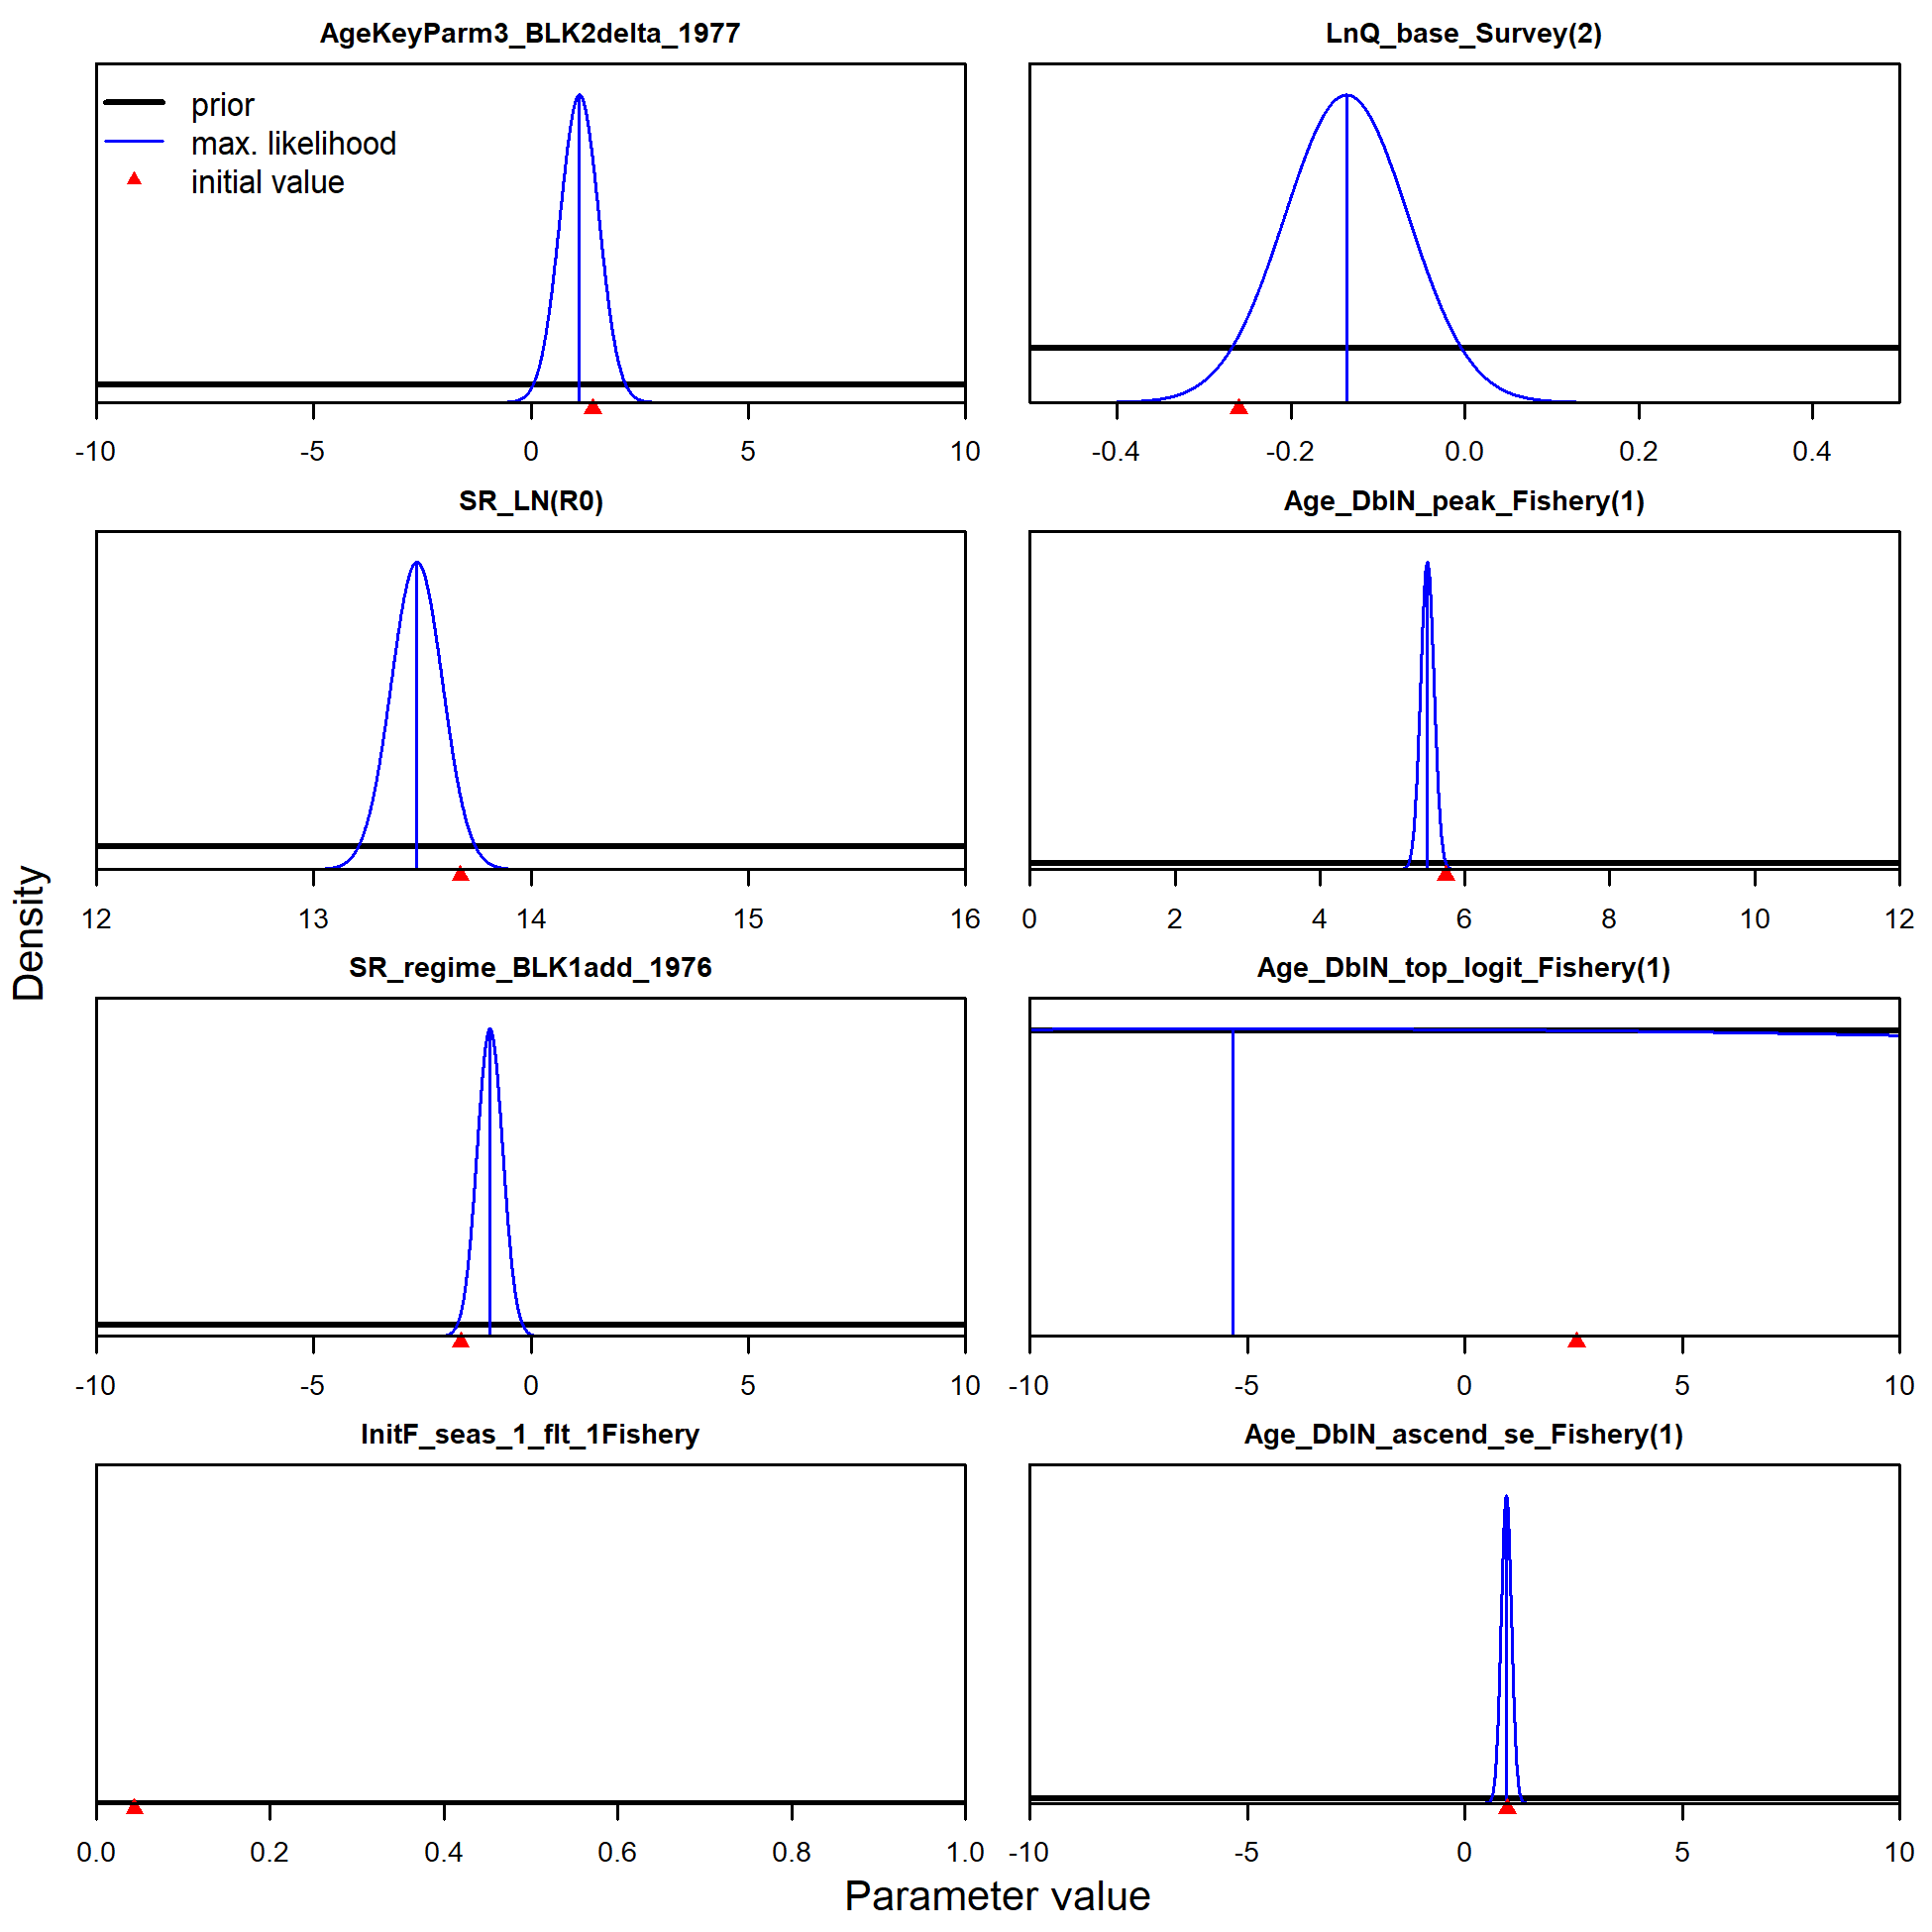 AgeKeyParm3_BLK2delta_1977
prior
max. likelihood
initial value
-10 -5 0 5 10
LnQ_base_Survey(2)
-0.4 -0.2 0.0 0.2 0.4
SR_LN(R0)
12 13 14 15 16
Age_DblN_peak_Fishery(1)
0 2 4 6 8 10 12
SR_regime_BLK1add_1976
-10 -5 0 5 10
Age_DblN_top_logit_Fishery(1)
-10 -5 0 5 10
InitF_seas_1_flt_1Fishery
0.0 0.2 0.4 0.6 0.8 1.0
Age_DblN_ascend_se_Fishery(1)
-10 -5 0 5 10
Density
Parameter value